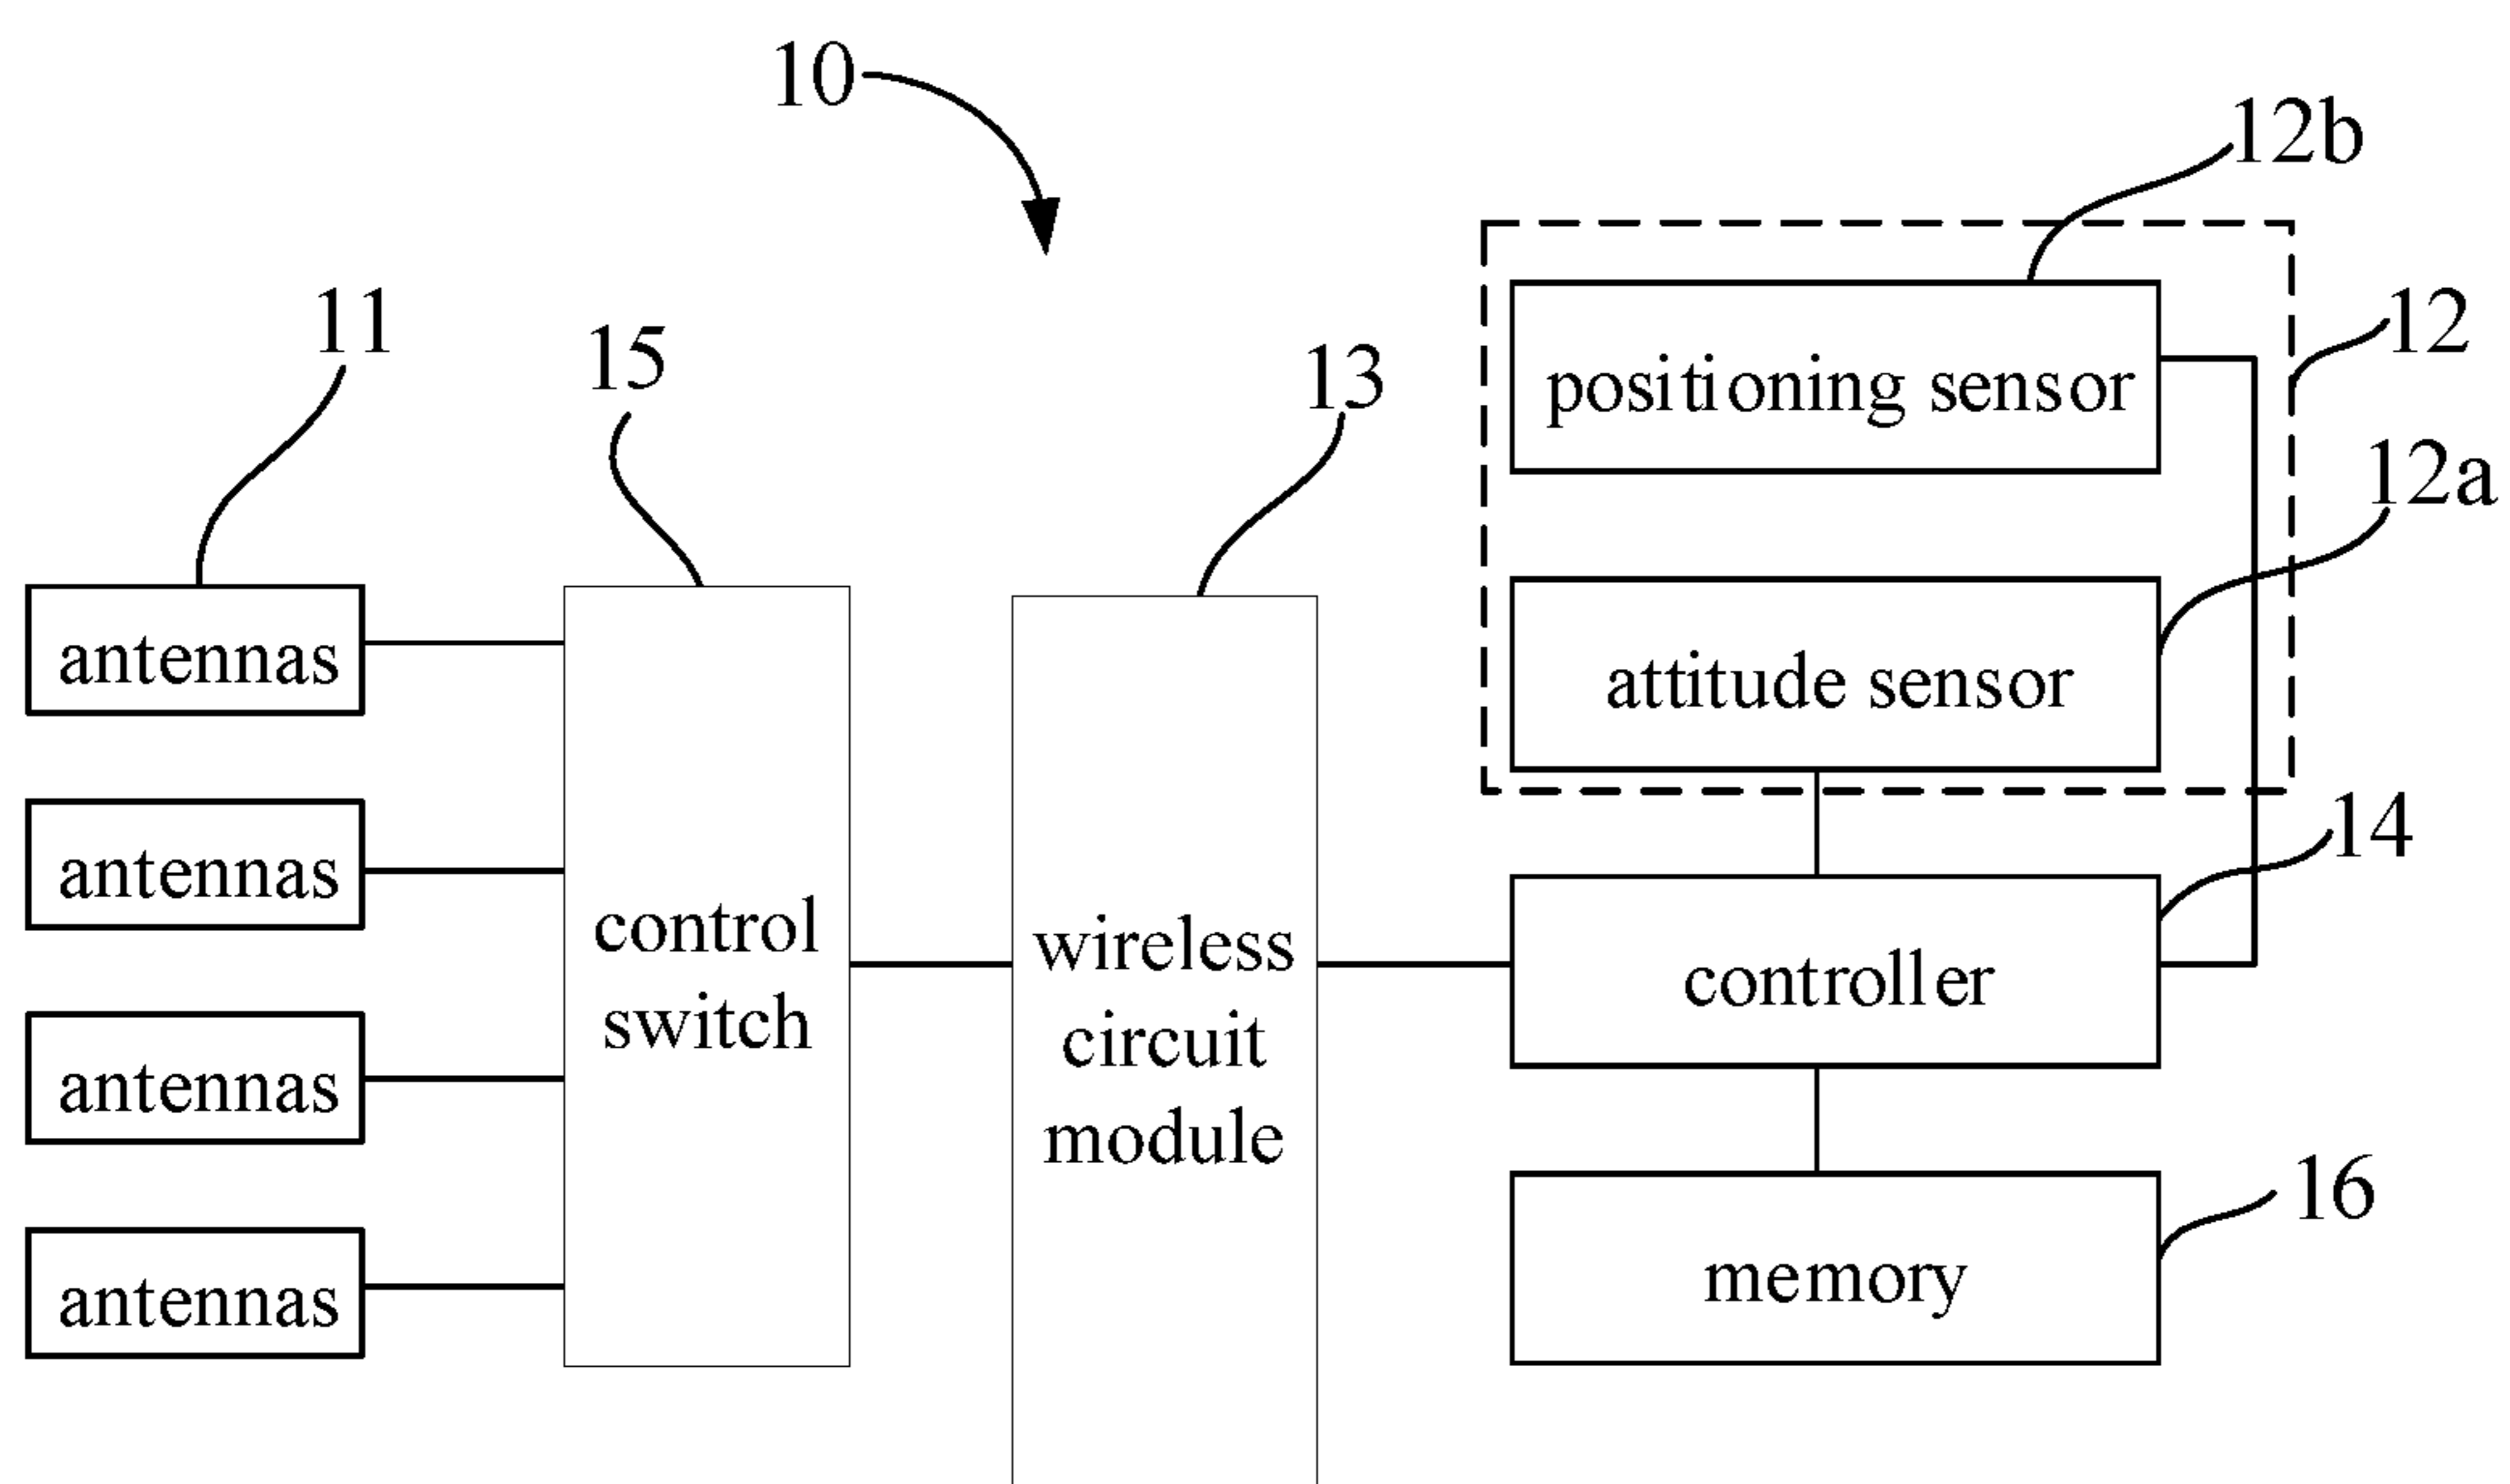 10
12b
11
15
13
12
positioning sensor
12a
antennas
attitude sensor
antennas
14
control
switch
wireless
circuit
module
controller
antennas
16
memory
antennas